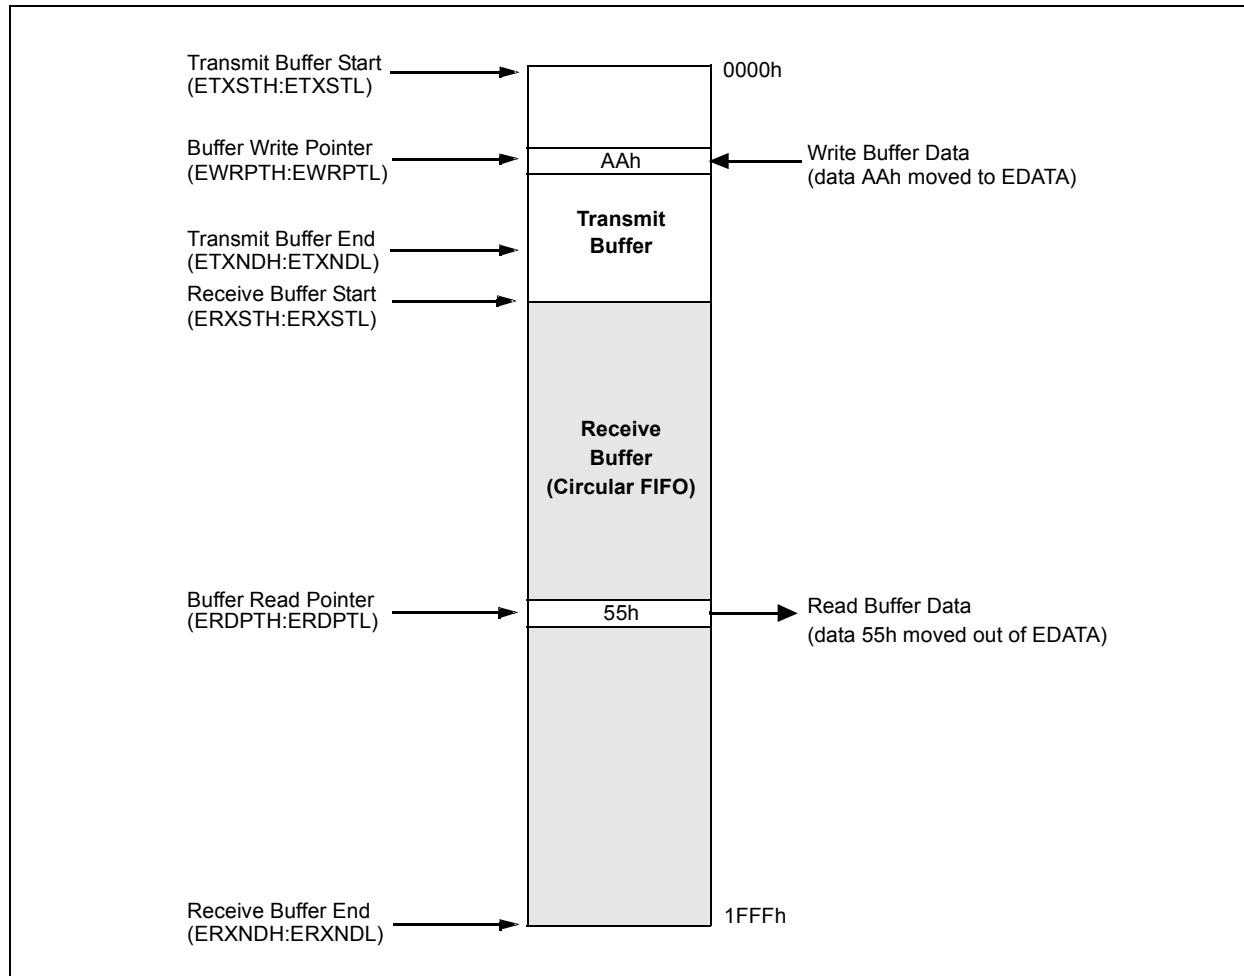 Transmit Buffer Start
(ETXSTH:ETXSTL)
0000h
Buffer Write Pointer
(EWRPTH:EWRPTL)
AAh
Write Buffer Data
(data AAh moved to EDATA)
Transmit
Buffer
Transmit Buffer End
(ETXNDH:ETXNDL)
Receive Buffer Start
(ERXSTH:ERXSTL)
Receive
Buffer
(Circular FIFO)
Buffer Read Pointer
(ERDPTH:ERDPTL)
55h
Read Buffer Data
(data 55h moved out of EDATA)
Receive Buffer End
(ERXNDH:ERXNDL)
1FFFh